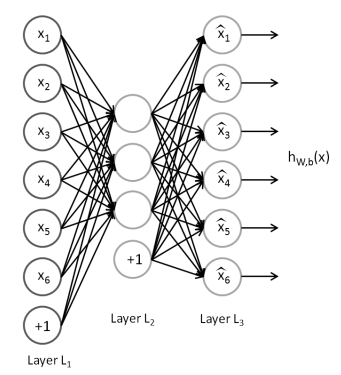 x₁
x₂
x₃
x₄
x₅
x₆
+1
Layer L₁
+1
Layer L₂
x̂₁
x̂₂
x̂₃
x̂₄
x̂₅
x̂₆
Layer L₃
h_W,b(x)